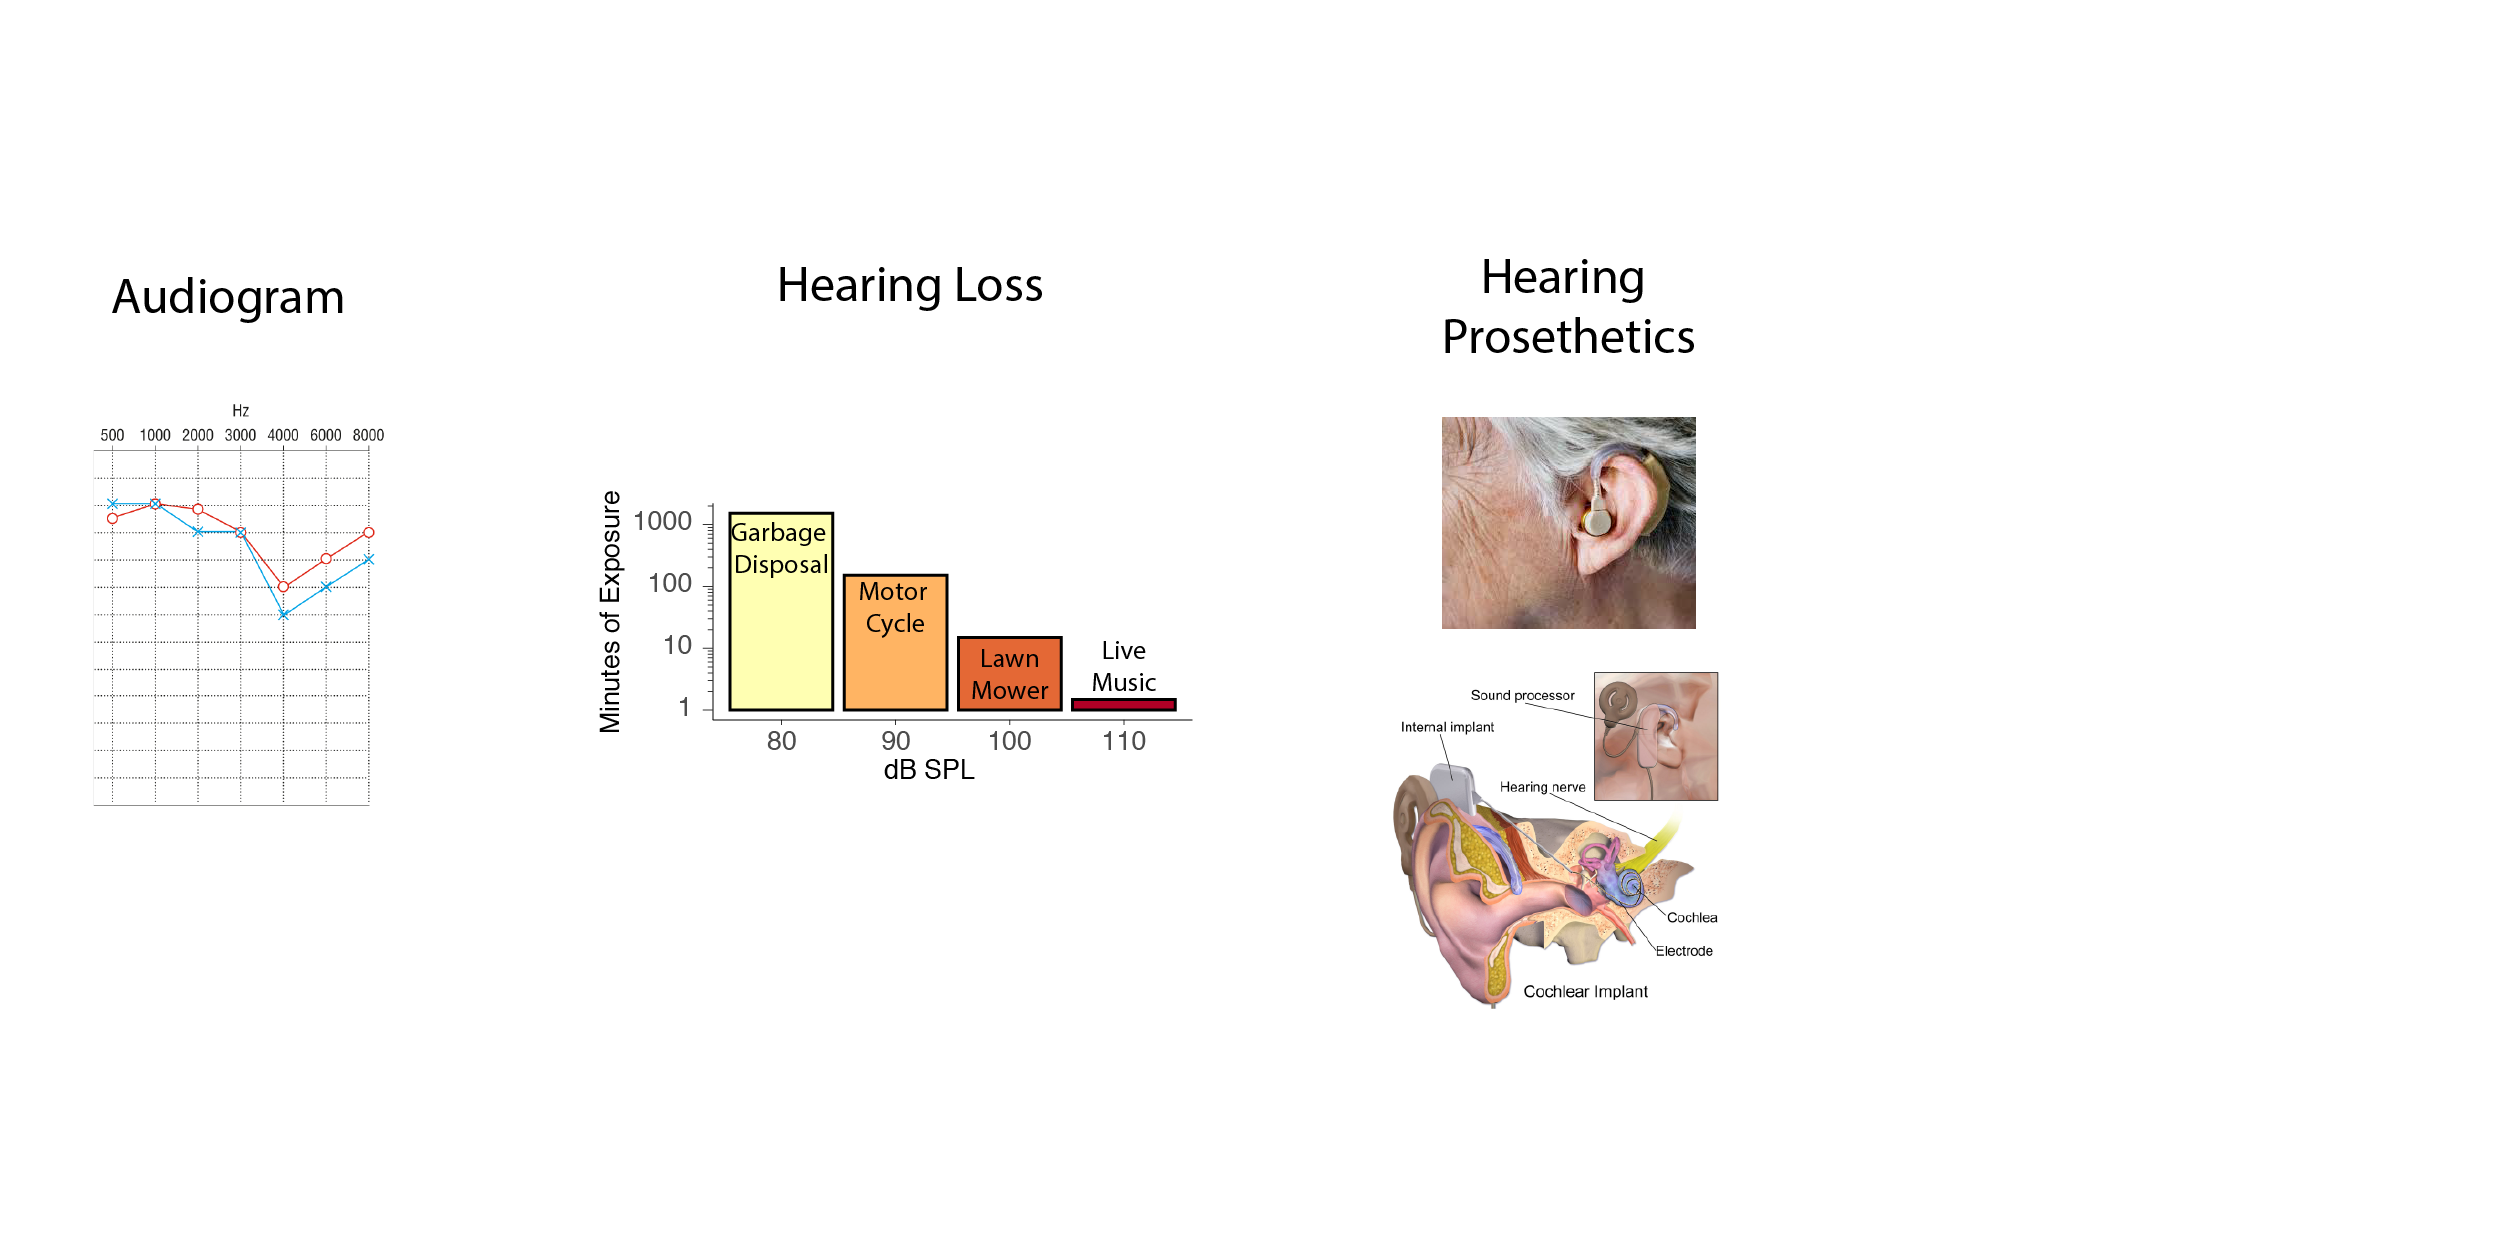 Audiogram
Hz
500 1000 2000 3000 4000 6000 8000
Hearing Loss
Minutes of Exposure
1000
100
10
1
Garbage
Disposal
Motor
Cycle
Lawn
Mower
Live
Music
80 90 100 110
dB SPL
Hearing
Prosethetics
Sound processor
Internal implant
Hearing nerve
Cochlea
Electrode
Cochlear Implant